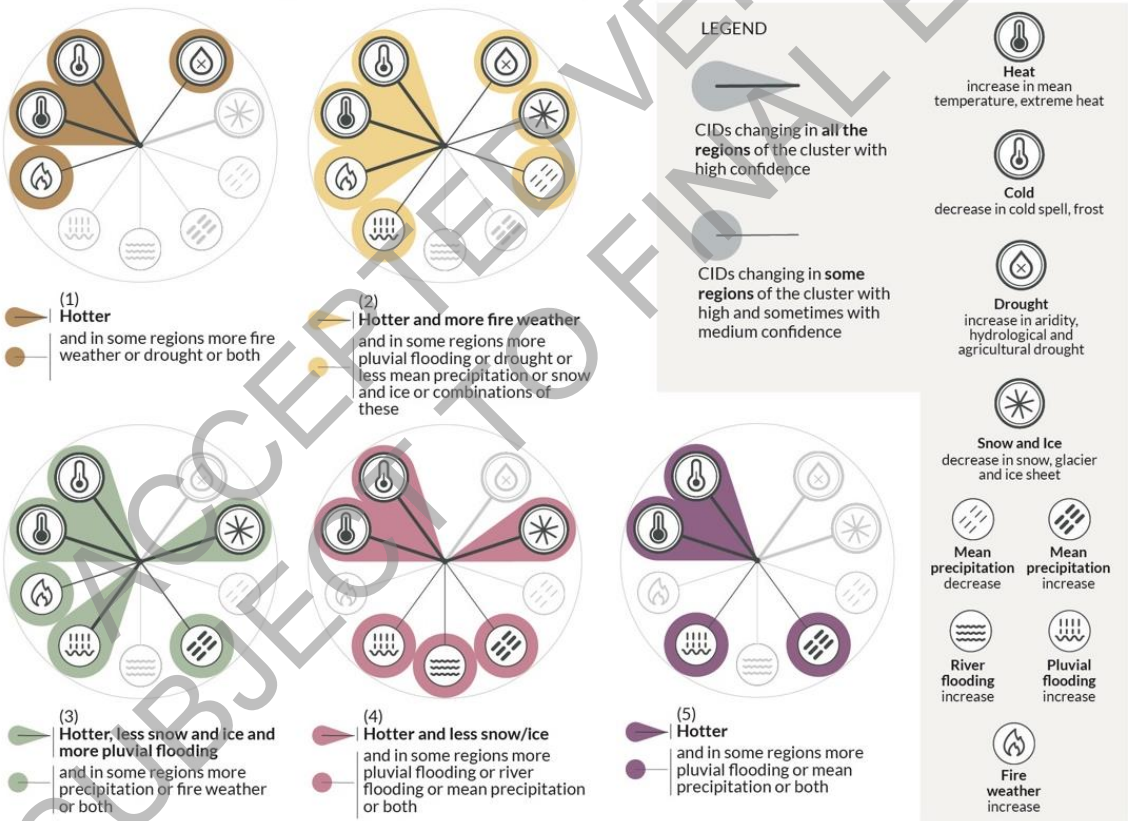 (1)
Hotter
and in some regions more fire
weather or drought or both
(2)
Hotter and more fire weather
and in some regions more
pluvial flooding or drought or
less mean precipitation or snow
and ice or combinations of
these
(3)
Hotter, less snow and ice and
more pluvial flooding
and in some regions more
precipitation or fire weather
or both
(4)
Hotter and less snow/ice
and in some regions more
pluvial flooding or river
flooding or mean precipitation
or both
(5)
Hotter
and in some regions more
pluvial flooding or mean
precipitation or both
LEGEND
CIDs changing in all the
regions of the cluster with
high confidence
CIDs changing in some
regions of the cluster with
high and sometimes with
medium confidence
Heat
increase in mean
temperature, extreme heat
Cold
decrease in cold spell, frost
Drought
increase in aridity,
hydrological and
agricultural drought
Snow and Ice
decrease in snow, glacier
and ice sheet
Mean
precipitation
decrease
Mean
precipitation
increase
River
flooding
increase
Pluvial
flooding
increase
Fire
weather
increase
ACCEPTED
SUBJECT TO FINAL